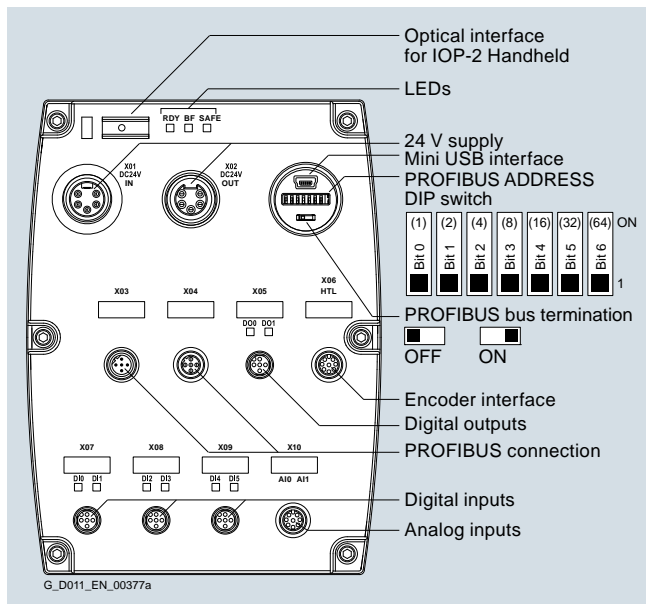 Optical interface
for IOP-2 Handheld
LEDs
RDY BF SAFE
24 V supply
Mini USB interface
PROFIBUS ADDRESS
DIP switch
X01
DC24V
IN
X02
DC24V
OUT
(1) (2) (4) (8) (16) (32) (64) ON
Bit 0 Bit 1 Bit 2 Bit 3 Bit 4 Bit 5 Bit 6
1
X03 X04 X05 X06
HTL
DO0 DO1
PROFIBUS bus termination
OFF ON
Encoder interface
Digital outputs
PROFIBUS connection
X07 X08 X09 X10
DI0 DI1 DI2 DI3 DI4 DI5 AI0 AI1
Digital inputs
Analog inputs
G_D011_EN_00377a